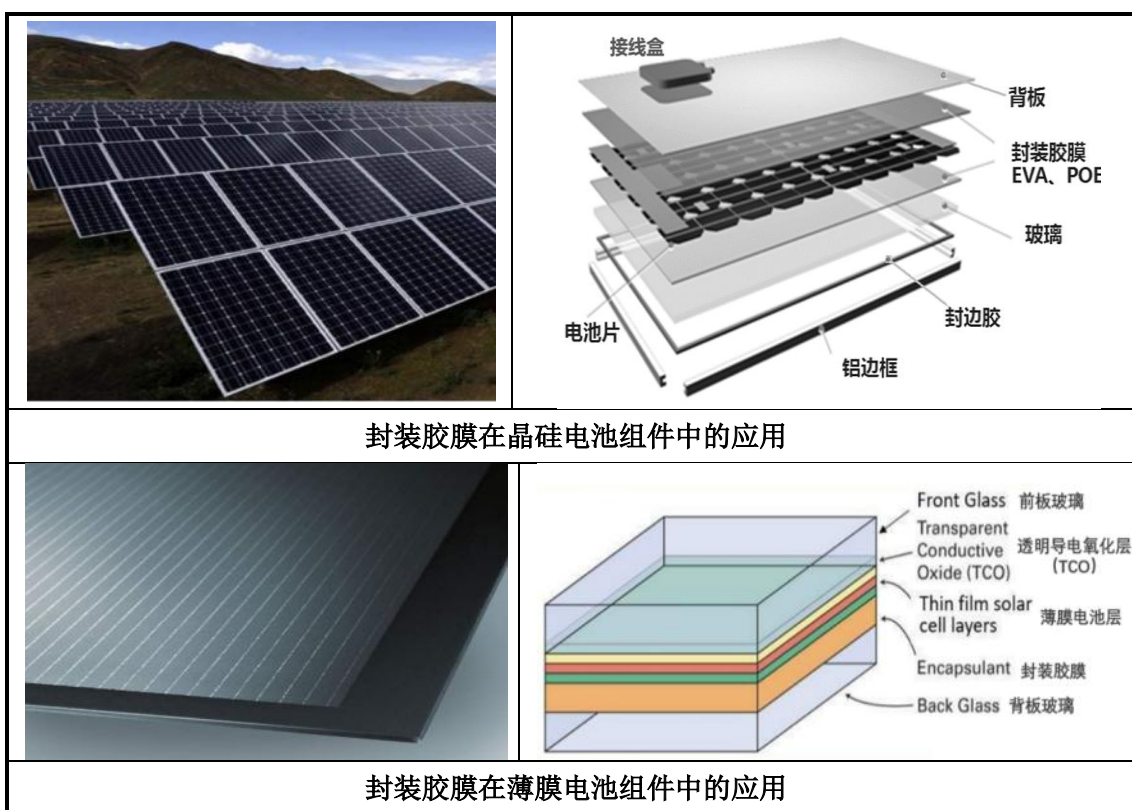 接线盒
背板
封装胶膜
EVA、POE
玻璃
电池片
封边胶
铝边框
封装胶膜在晶硅电池组件中的应用
Front Glass 前板玻璃
Transparent
Conductive 透明导电氧化层
Oxide (TCO) (TCO)
Thin film solar
cell layers 薄膜电池层
Encapsulant 封装胶膜
Back Glass 背板玻璃
封装胶膜在薄膜电池组件中的应用